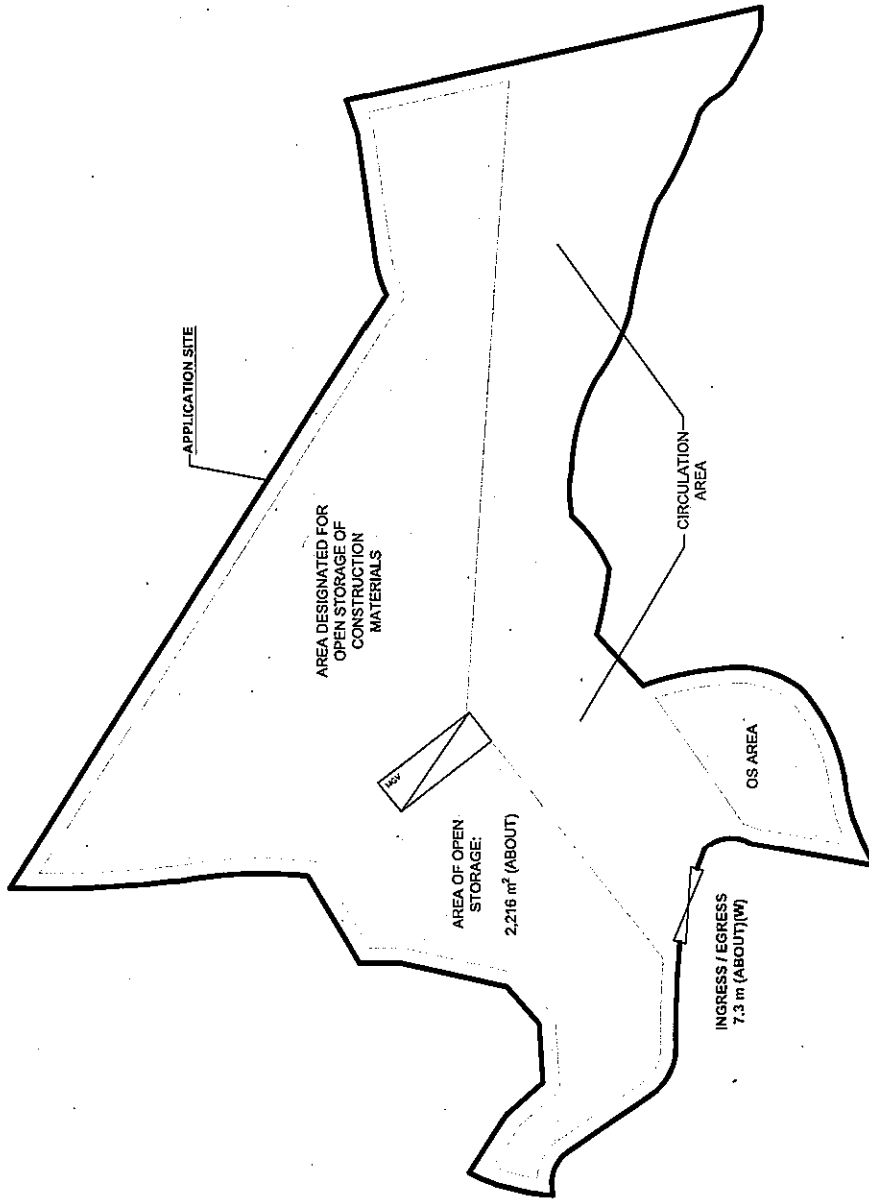 APPLICATION SITE
AREA DESIGNATED FOR
OPEN STORAGE OF
CONSTRUCTION
MATERIALS
MGV
AREA OF OPEN
STORAGE:
2,216 m² (ABOUT)
CIRCULATION
AREA
OS AREA
INGRESS / EGRESS
7.3 m (ABOUT)(W)